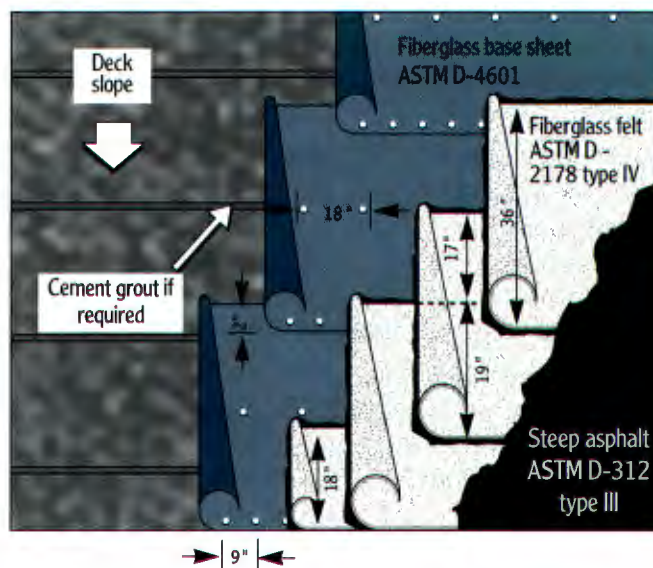 Deck
slope
Fiberglass base sheet
ASTM D-4601
Fiberglass felt
ASTM D -
2178 type IV
36"
18"
17"
Cement grout if
required
2"
19"
18"
Steep asphalt
ASTM D-312
type III
9"